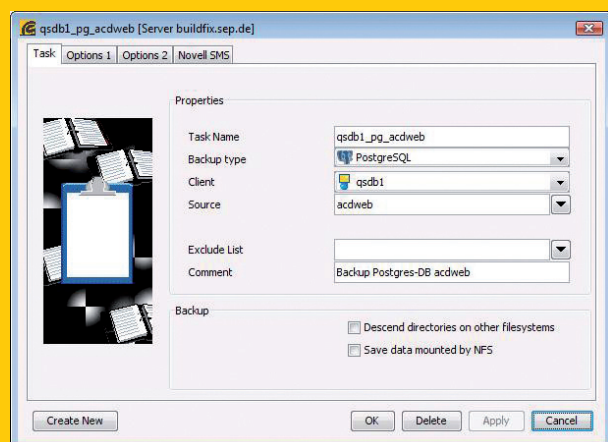 qsdb1_pg_acdweb [Server buildfix.sep.de]
Task Options 1 Options 2 Novell SMS
Properties
Task Name qsdb1_pg_acdweb
Backup type PostgreSQL
Client qsdb1
Source acdweb
Exclude List
Comment Backup Postgres-DB acdweb
Backup
Descend directories on other filesystems
Save data mounted by NFS
Create New OK Delete Apply Cancel